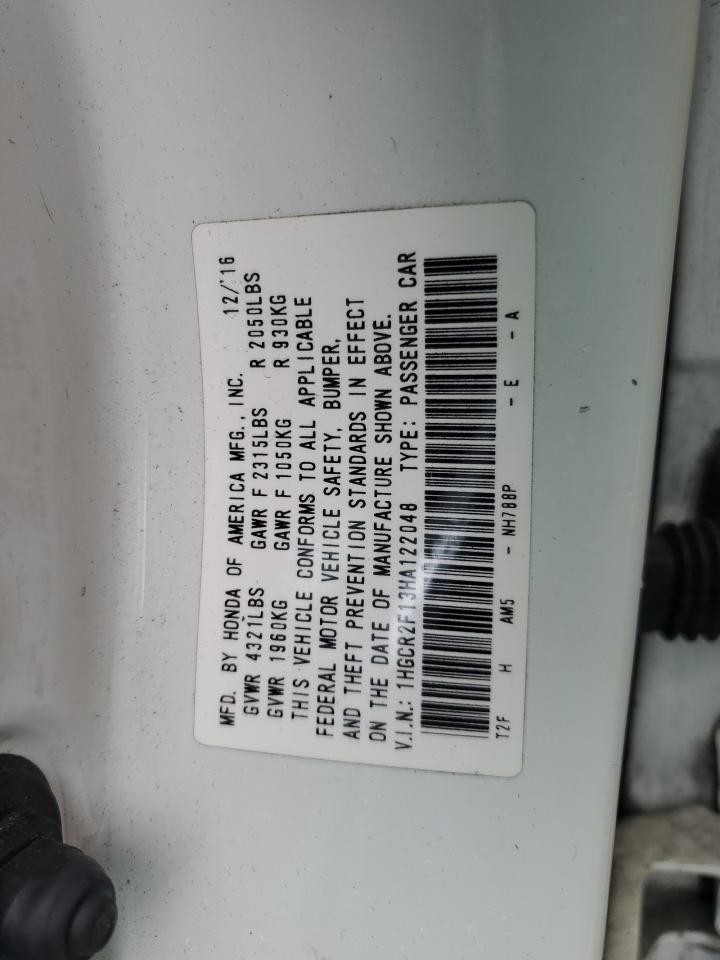 MFD. BY HONDA OF AMERICA MFG., INC. 12/'16
GVWR 4321LBS GAWR F 2315LBS R 2050LBS
GVWR 1960KG GAWR F 1050KG R 930KG
THIS VEHICLE CONFORMS TO ALL APPLICABLE
FEDERAL MOTOR VEHICLE SAFETY, BUMPER,
AND THEFT PREVENTION STANDARDS IN EFFECT
ON THE DATE OF MANUFACTURE SHOWN ABOVE.
V.I.N.: 1HGCR2F13HA122048 TYPE: PASSENGER CAR
T2F H AM5 - NH788P - E - A